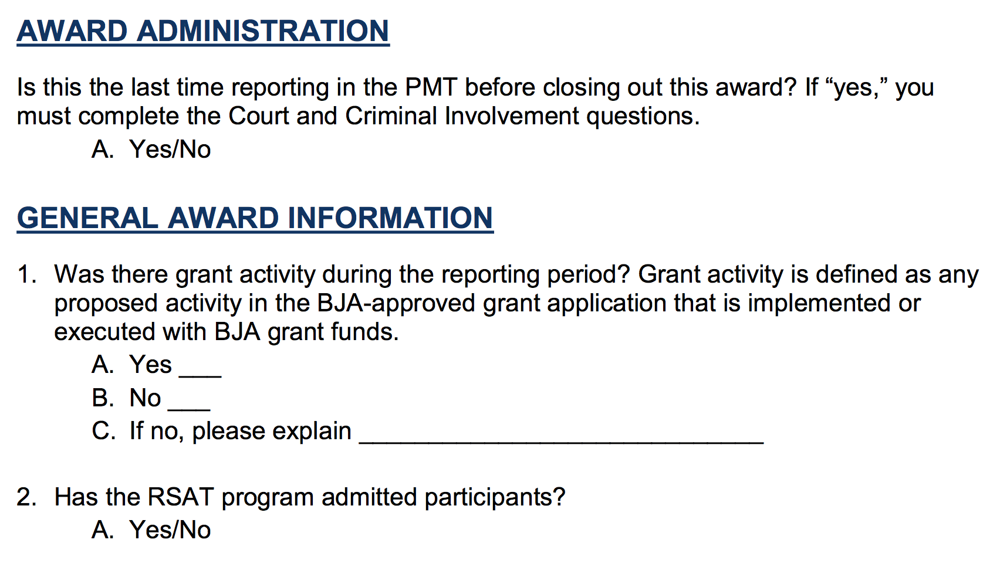 AWARD ADMINISTRATION
Is this the last time reporting in the PMT before closing out this award? If “yes,” you
must complete the Court and Criminal Involvement questions.
A. Yes/No
GENERAL AWARD INFORMATION
1. Was there grant activity during the reporting period? Grant activity is defined as any
proposed activity in the BJA-approved grant application that is implemented or
executed with BJA grant funds.
A. Yes ___
B. No ___
C. If no, please explain _____________________________
2. Has the RSAT program admitted participants?
A. Yes/No